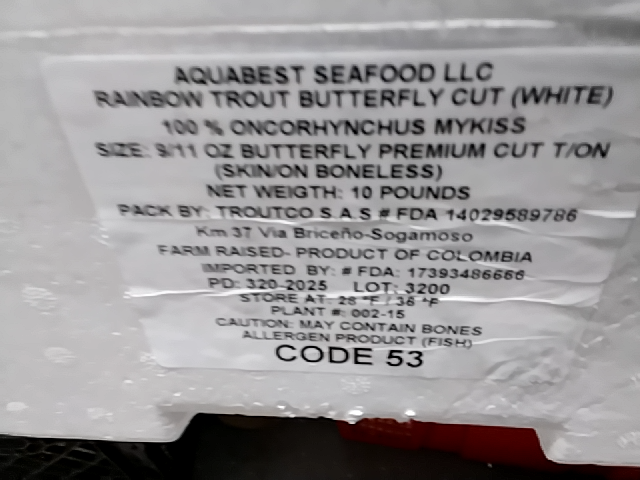 AQUABEST SEAFOOD LLC
RAINBOW TROUT BUTTERFLY CUT (WHITE)
100 % ONCORHYNCHUS MYKISS
SIZE: 9/11 OZ BUTTERFLY PREMIUM CUT T/ON
(SKIN/ON BONELESS)
NET WEIGTH: 10 POUNDS
PACK BY: TROUTCO S.A.S # FDA 14029589786
Km 37 Via Briceño-Sogamoso
FARM RAISED- PRODUCT OF COLOMBIA
IMPORTED BY: # FDA: 17393486666
PD: 320-2025 LOT: 3200
STORE AT: 28 °F / 36 °F
PLANT #: 002-15
CAUTION: MAY CONTAIN BONES
ALLERGEN PRODUCT (FISH)
CODE 53